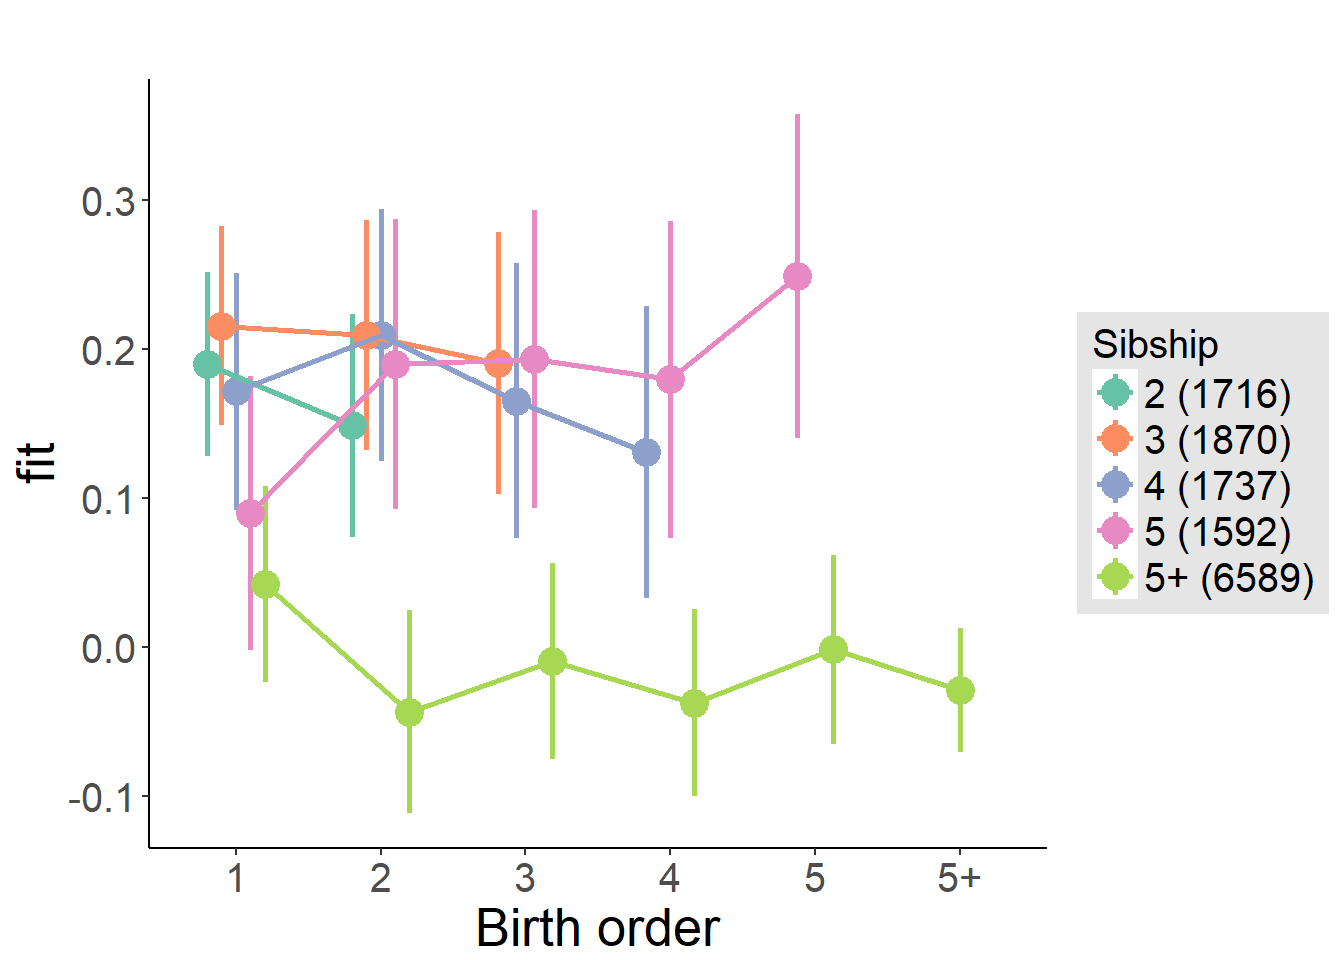 fit
0.3
0.2
0.1
0.0
-0.1
1 2 3 4 5 5+
Birth order
Sibship
2 (1716)
3 (1870)
4 (1737)
5 (1592)
5+ (6589)